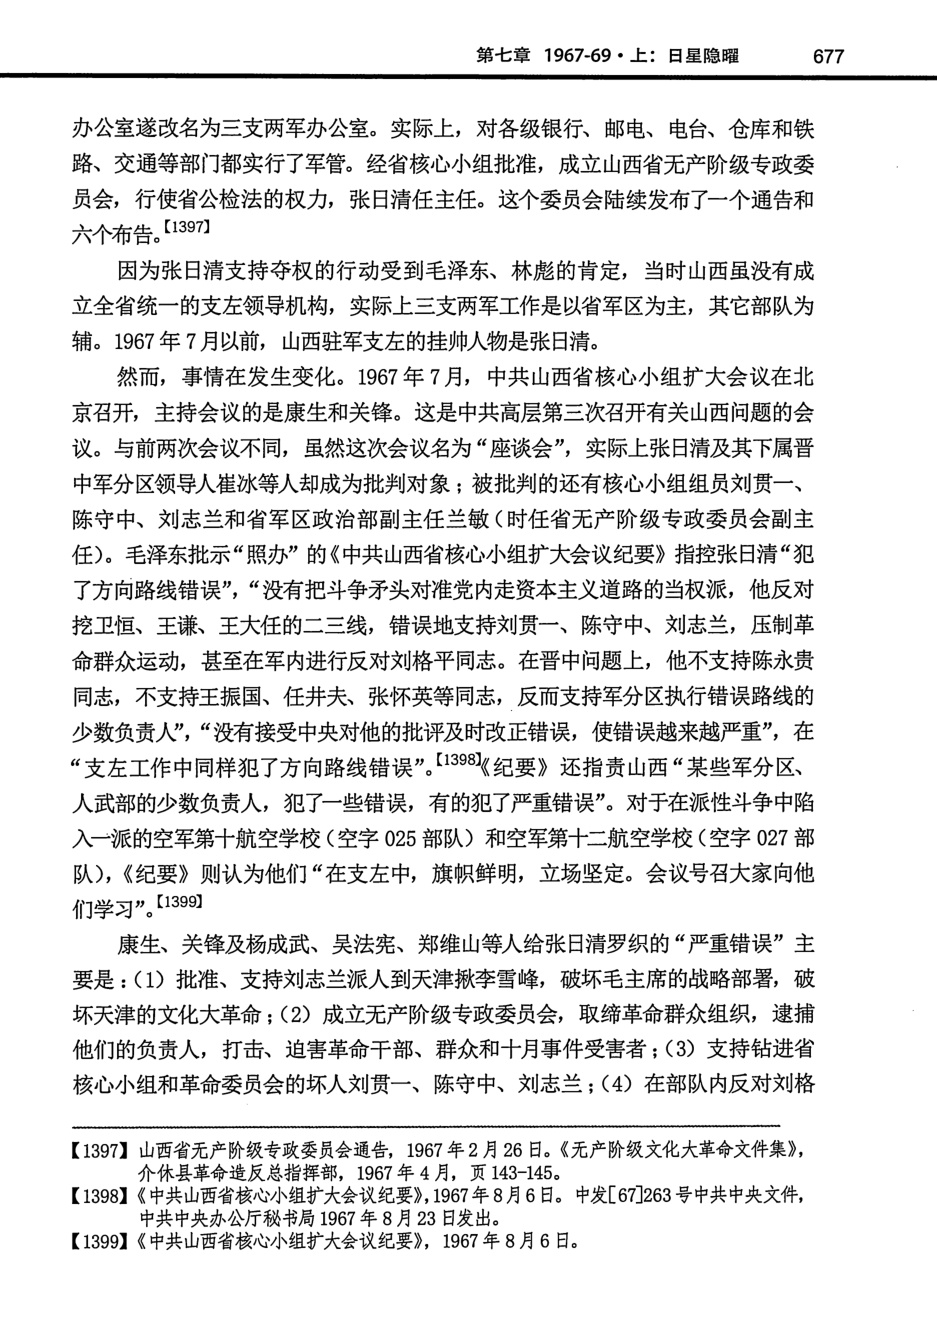 第七章 1967-69·上：日星隐曜 677
办公室遂改名为三支两军办公室。实际上，对各级银行、邮电、电台、仓库和铁
路、交通等部门都实行了军管。经省核心小组批准，成立山西省无产阶级专政委
员会，行使省公检法的权力，张日清任主任。这个委员会陆续发布了一个通告和
六个布告。【1397】
因为张日清支持夺权的行动受到毛泽东、林彪的肯定，当时山西虽没有成
立全省统一的支左领导机构，实际上三支两军工作是以省军区为主，其它部队为
辅。1967 年 7 月以前，山西驻军支左的挂帅人物是张日清。
然而，事情在发生变化。1967 年 7 月，中共山西省核心小组扩大会议在北
京召开，主持会议的是康生和关锋。这是中共高层第三次召开有关山西问题的会
议。与前两次会议不同，虽然这次会议名为“座谈会”，实际上张日清及其下属晋
中军分区领导人崔冰等人却成为批判对象；被批判的还有核心小组组员刘贯一、
陈守中、刘志兰和省军区政治部副主任兰敏（时任省无产阶级专政委员会副主
任）。毛泽东批示“照办”的《中共山西省核心小组扩大会议纪要》指控张日清“犯
了方向路线错误”，“没有把斗争矛头对准党内走资本主义道路的当权派，他反对
挖卫恒、王谦、王大任的二三线，错误地支持刘贯一、陈守中、刘志兰，压制革
命群众运动，甚至在军内进行反对刘格平同志。在晋中问题上，他不支持陈永贵
同志，不支持王振国、任井夫、张怀英等同志，反而支持军分区执行错误路线的
少数负责人”，“没有接受中央对他的批评及时改正错误，使错误越来越严重”，在
“支左工作中同样犯了方向路线错误”。【1398】《纪要》还指责山西“某些军分区、
人武部的少数负责人，犯了一些错误，有的犯了严重错误”。对于在派性斗争中陷
入一派的空军第十航空学校（空字 025 部队）和空军第十二航空学校（空字 027 部
队），《纪要》则认为他们“在支左中，旗帜鲜明，立场坚定。会议号召大家向他
们学习”。【1399】
康生、关锋及杨成武、吴法宪、郑维山等人给张日清罗织的“严重错误”主
要是：（1）批准、支持刘志兰派人到天津揪李雪峰，破坏毛主席的战略部署，破
坏天津的文化大革命；（2）成立无产阶级专政委员会，取缔革命群众组织，逮捕
他们的负责人，打击、迫害革命干部、群众和十月事件受害者；（3）支持钻进省
核心小组和革命委员会的坏人刘贯一、陈守中、刘志兰；（4）在部队内反对刘格
【1397】山西省无产阶级专政委员会通告，1967 年 2 月 26 日。《无产阶级文化大革命文件集》，
介休县革命造反总指挥部，1967 年 4 月，页 143-145。
【1398】《中共山西省核心小组扩大会议纪要》，1967 年 8 月 6 日。中发[67]263 号中共中央文件，
中共中央办公厅秘书局 1967 年 8 月 23 日发出。
【1399】《中共山西省核心小组扩大会议纪要》，1967 年 8 月 6 日。